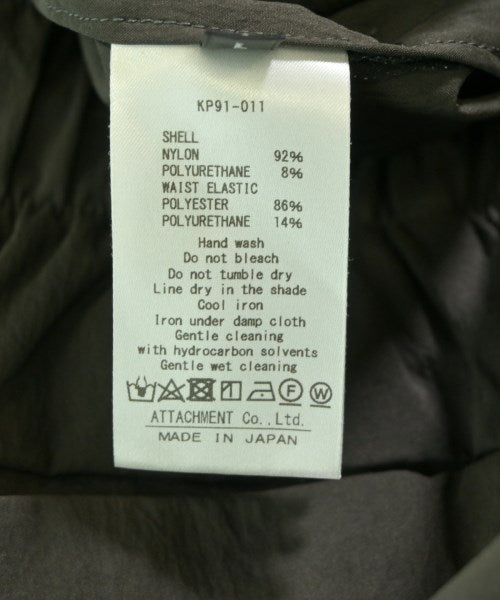 KP91-011
SHELL
NYLON 92%
POLYURETHANE 8%
WAIST ELASTIC
POLYESTER 86%
POLYURETHANE 14%
Hand wash
Do not bleach
Do not tumble dry
Line dry in the shade
Cool iron
Iron under damp cloth
Gentle cleaning
with hydrocarbon solvents
Gentle wet cleaning
F W
ATTACHMENT Co.,Ltd.
MADE IN JAPAN